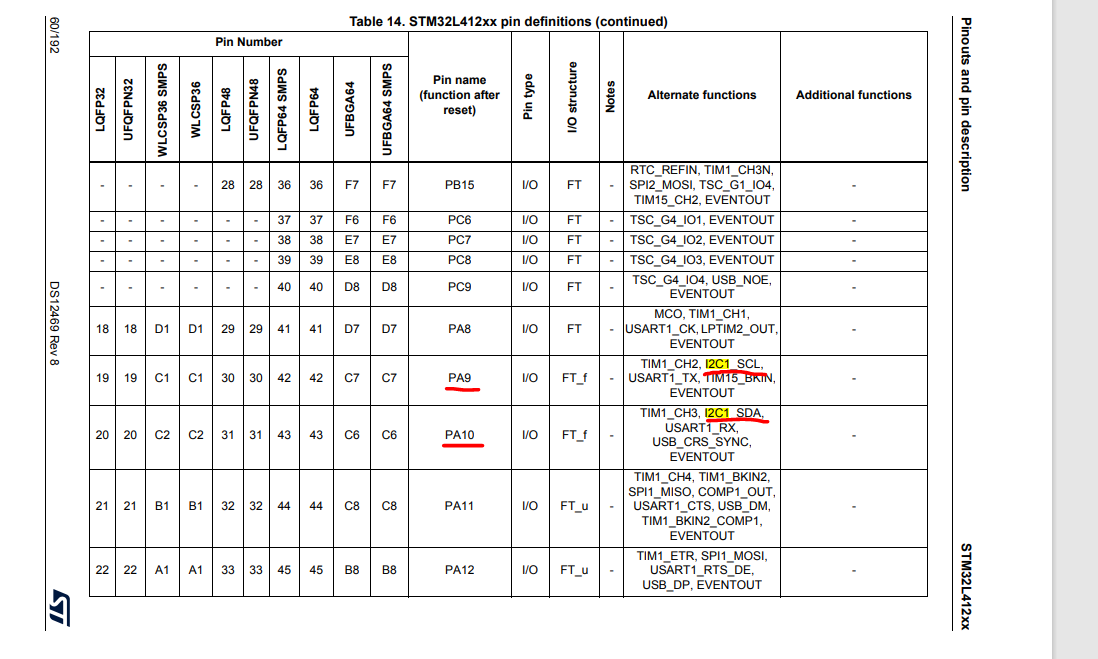 Table 14. STM32L412xx pin definitions (continued)
Pin Number
LQFP32
UFQFPN32
WLCSP36 SMPS
WLCSP36
LQFP48
UFQFPN48
LQFP64 SMPS
LQFP64
UFBGA64
UFBGA64 SMPS
Pin name
(function after
reset)
Pin type
I/O structure
Notes
Alternate functions
Additional functions
- - - - 28 28 36 36 F7 F7 PB15 I/O FT - RTC_REFIN, TIM1_CH3N,
SPI2_MOSI, TSC_G1_IO4,
TIM15_CH2, EVENTOUT -
- - - - - - 37 37 F6 F6 PC6 I/O FT - TSC_G4_IO1, EVENTOUT -
- - - - - - 38 38 E7 E7 PC7 I/O FT - TSC_G4_IO2, EVENTOUT -
- - - - - - 39 39 E8 E8 PC8 I/O FT - TSC_G4_IO3, EVENTOUT -
- - - - - - 40 40 D8 D8 PC9 I/O FT - TSC_G4_IO4, USB_NOE,
EVENTOUT -
18 18 D1 D1 29 29 41 41 D7 D7 PA8 I/O FT - MCO, TIM1_CH1,
USART1_CK, LPTIM2_OUT,
EVENTOUT -
19 19 C1 C1 30 30 42 42 C7 C7 PA9 I/O FT_f - TIM1_CH2, I2C1_SCL,
USART1_TX, TIM15_BKIN,
EVENTOUT -
20 20 C2 C2 31 31 43 43 C6 C6 PA10 I/O FT_f - TIM1_CH3, I2C1_SDA,
USART1_RX,
USB_CRS_SYNC,
EVENTOUT -
21 21 B1 B1 32 32 44 44 C8 C8 PA11 I/O FT_u - TIM1_CH4, TIM1_BKIN2,
SPI1_MISO, COMP1_OUT,
USART1_CTS, USB_DM,
TIM1_BKIN2_COMP1,
EVENTOUT -
22 22 A1 A1 33 33 45 45 B8 B8 PA12 I/O FT_u - TIM1_ETR, SPI1_MOSI,
USART1_RTS_DE,
USB_DP, EVENTOUT -
60/192
DS12469 Rev 8
ST
Pinouts and pin description
STM32L412xx